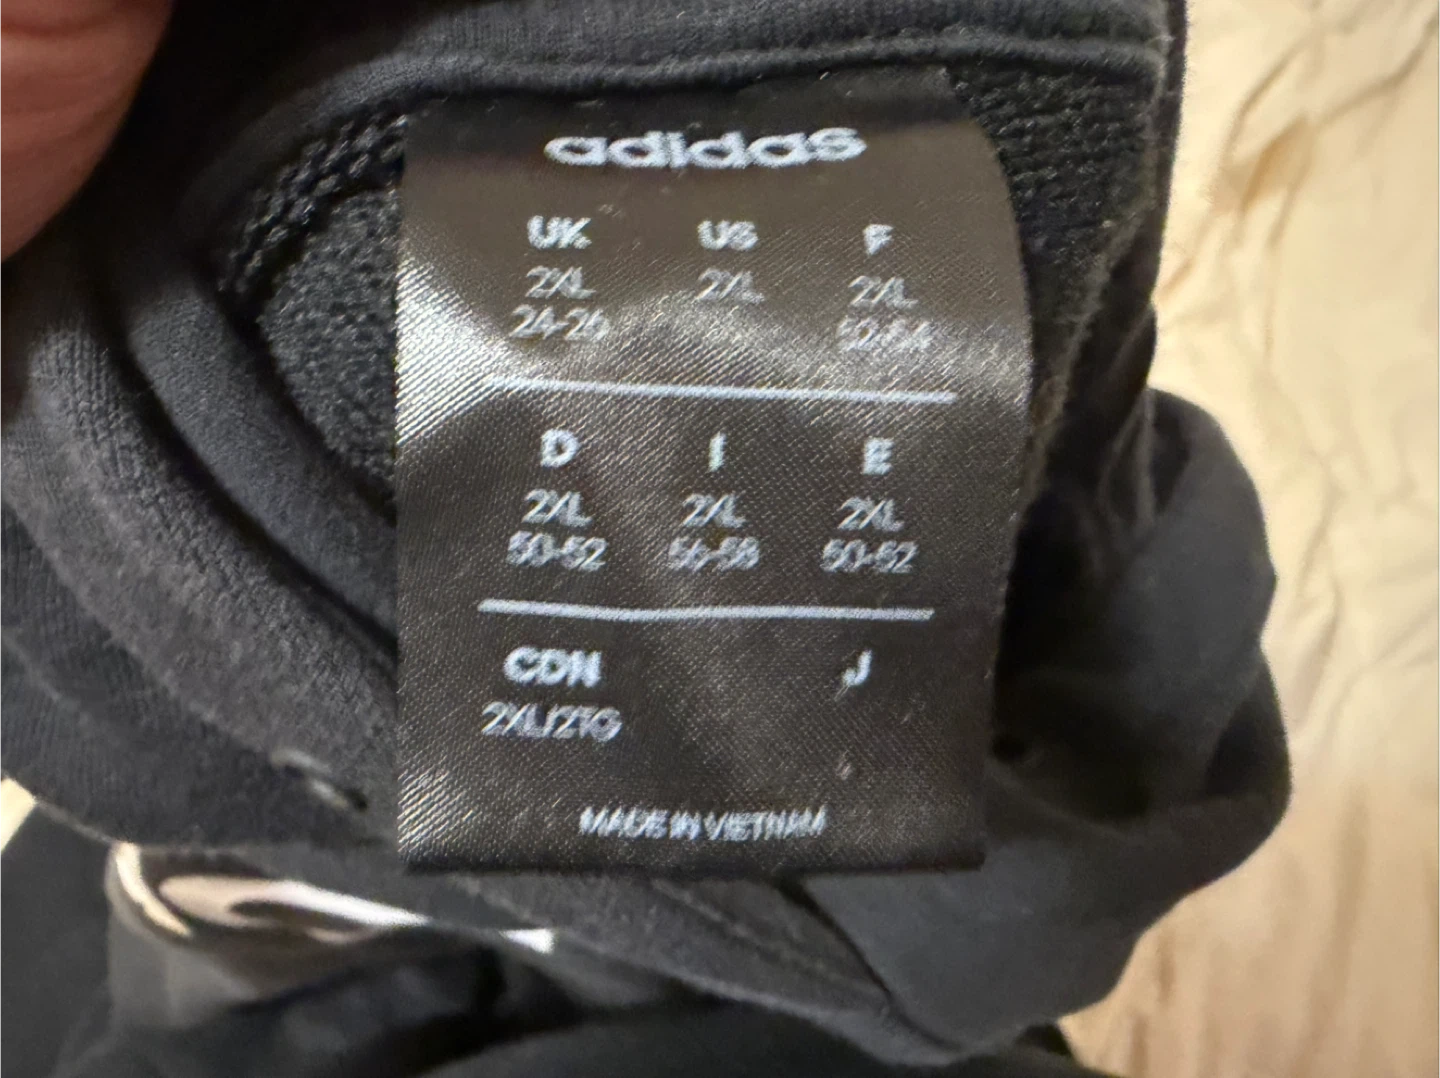 adidas
UK US F
2XL 2XL 2XL
24-26 52-54
D I E
2XL 2XL 2XL
50-52 56-58 50-52
CDN J
2XL/2TG
MADE IN VIETNAM